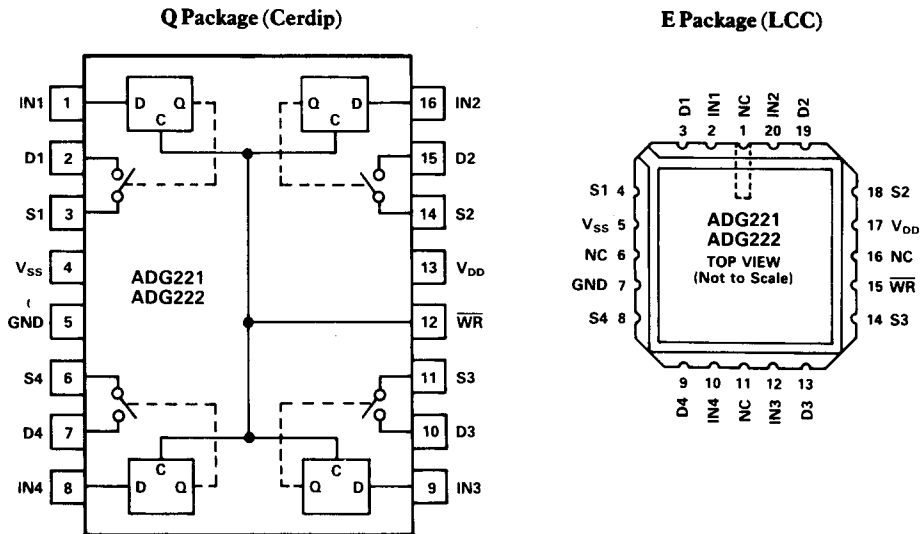 Q Package (Cerdip)
IN1 1 D Q Q D 16 IN2
C C
D1 2 15 D2
S1 3 14 S2
VSS 4 13 VDD
ADG221
ADG222
GND 5 12 WR
S4 6 11 S3
D4 7 10 D3
C C
IN4 8 D Q Q D 9 IN3
E Package (LCC)
D1 IN1 NC IN2 D2
3 2 1 20 19
S1 4 18 S2
VSS 5 17 VDD
NC 6 16 NC
GND 7 15 WR
S4 8 14 S3
ADG221
ADG222
TOP VIEW
(Not to Scale)
9 10 11 12 13
D4 IN4 NC IN3 D3